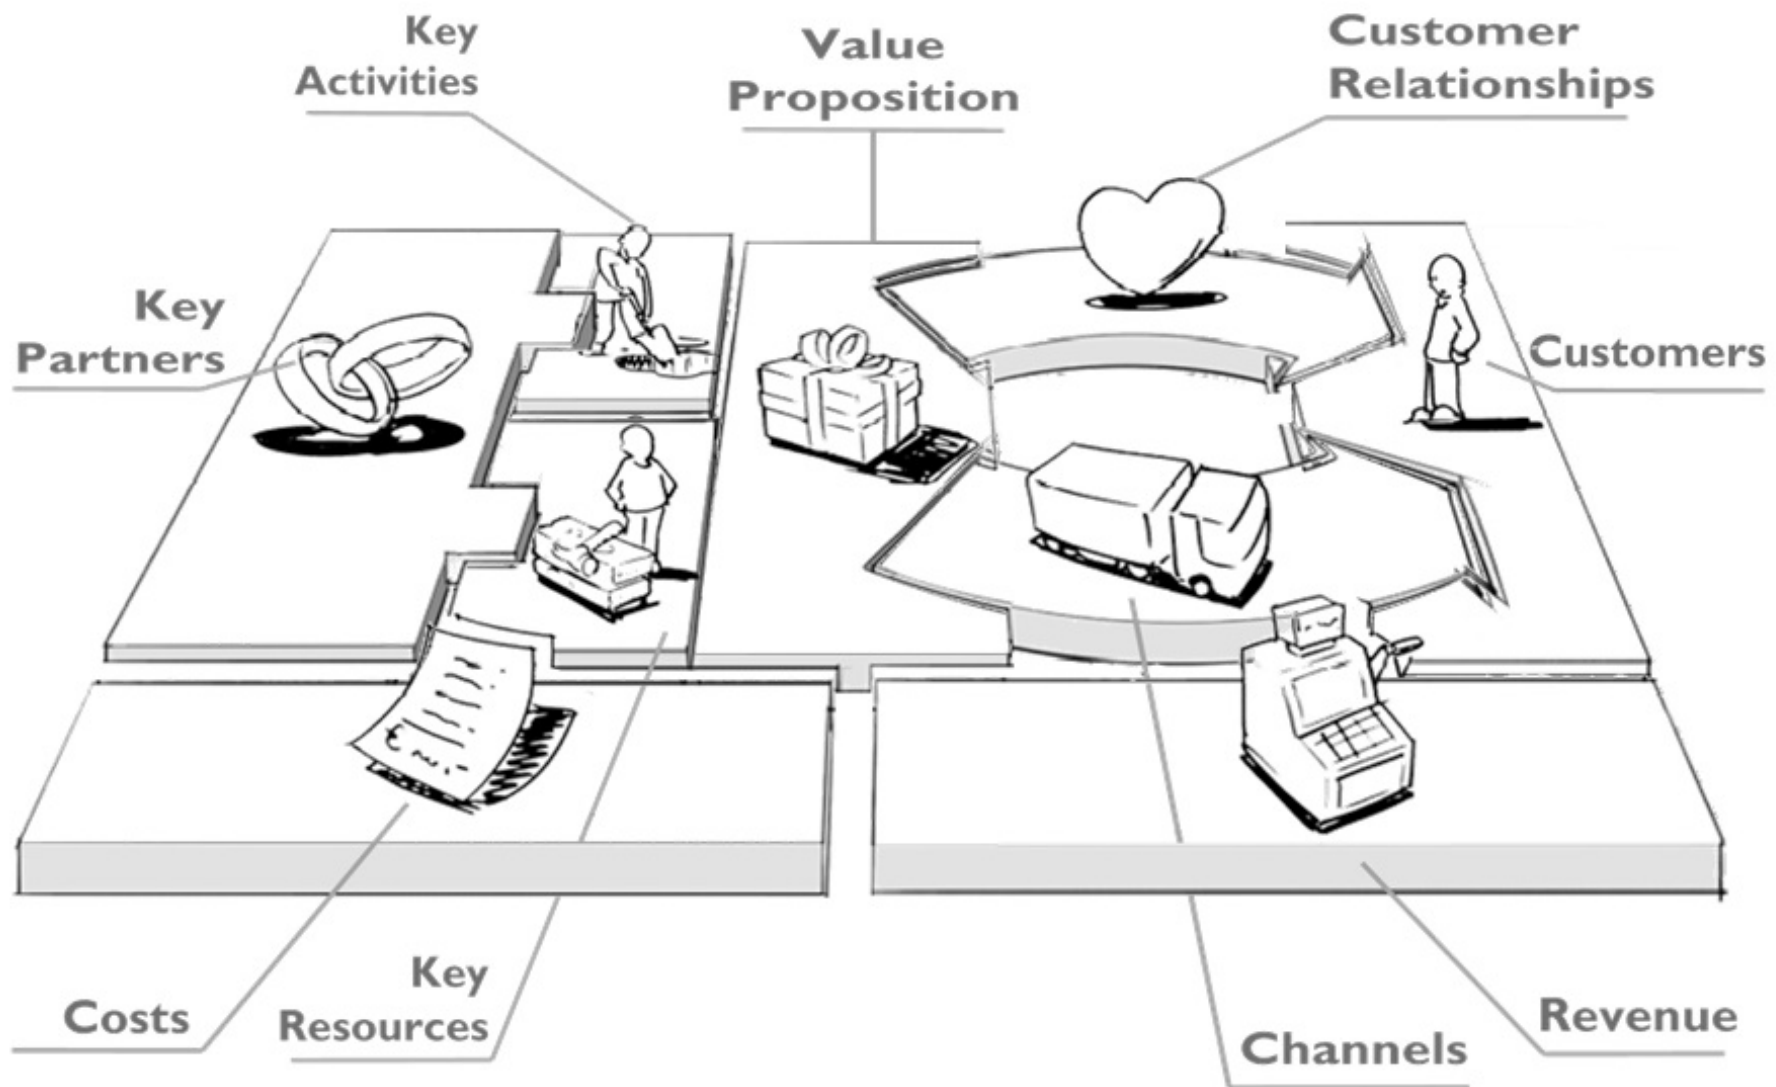 Key
Activities
Value
Proposition
Customer
Relationships
Key
Partners
Customers
Costs
Key
Resources
Channels
Revenue